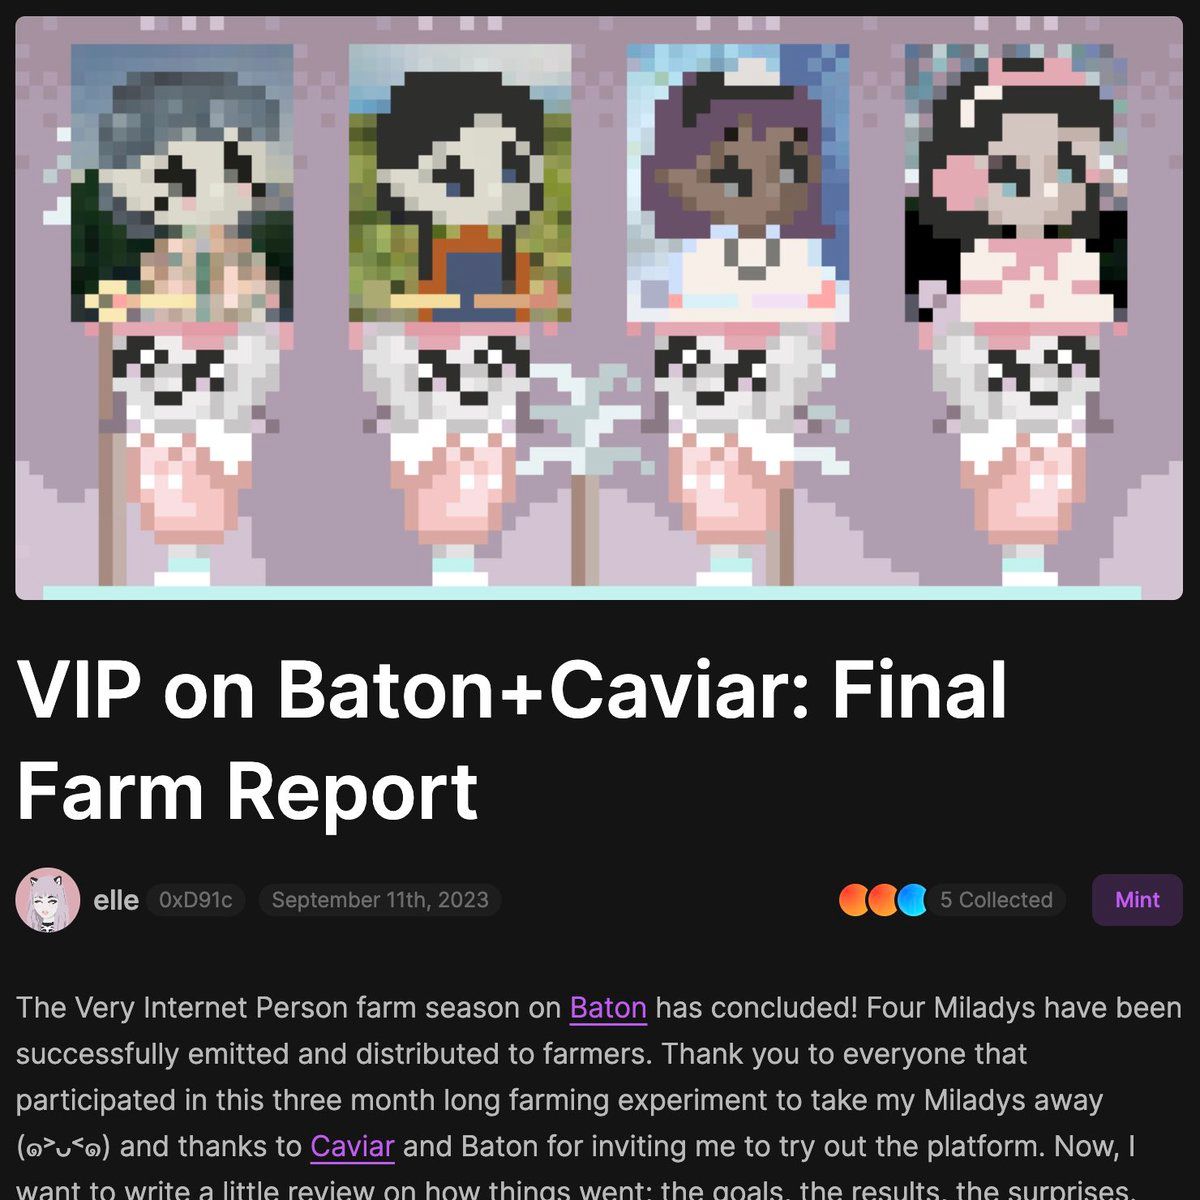 VIP on Baton+Caviar: Final
Farm Report
elle 0xD91c September 11th, 2023 5 Collected Mint
The Very Internet Person farm season on Baton has concluded! Four Miladys have been
successfully emitted and distributed to farmers. Thank you to everyone that
participated in this three month long farming experiment to take my Miladys away
(๑˃ᴗ˂๑) and thanks to Caviar and Baton for inviting me to try out the platform. Now, I
want to write a little review on how things went: the goals, the results, the surprises